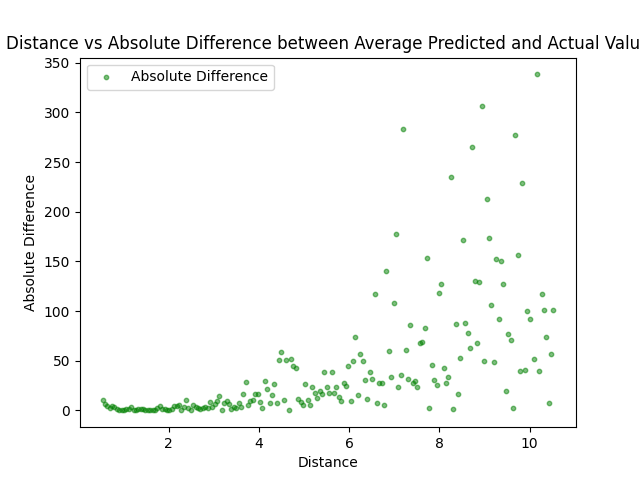 Distance vs Absolute Difference between Average Predicted and Actual Valu
Absolute Difference
350
300
250
200
150
100
50
0
Absolute Difference
2 4 6 8 10
Distance